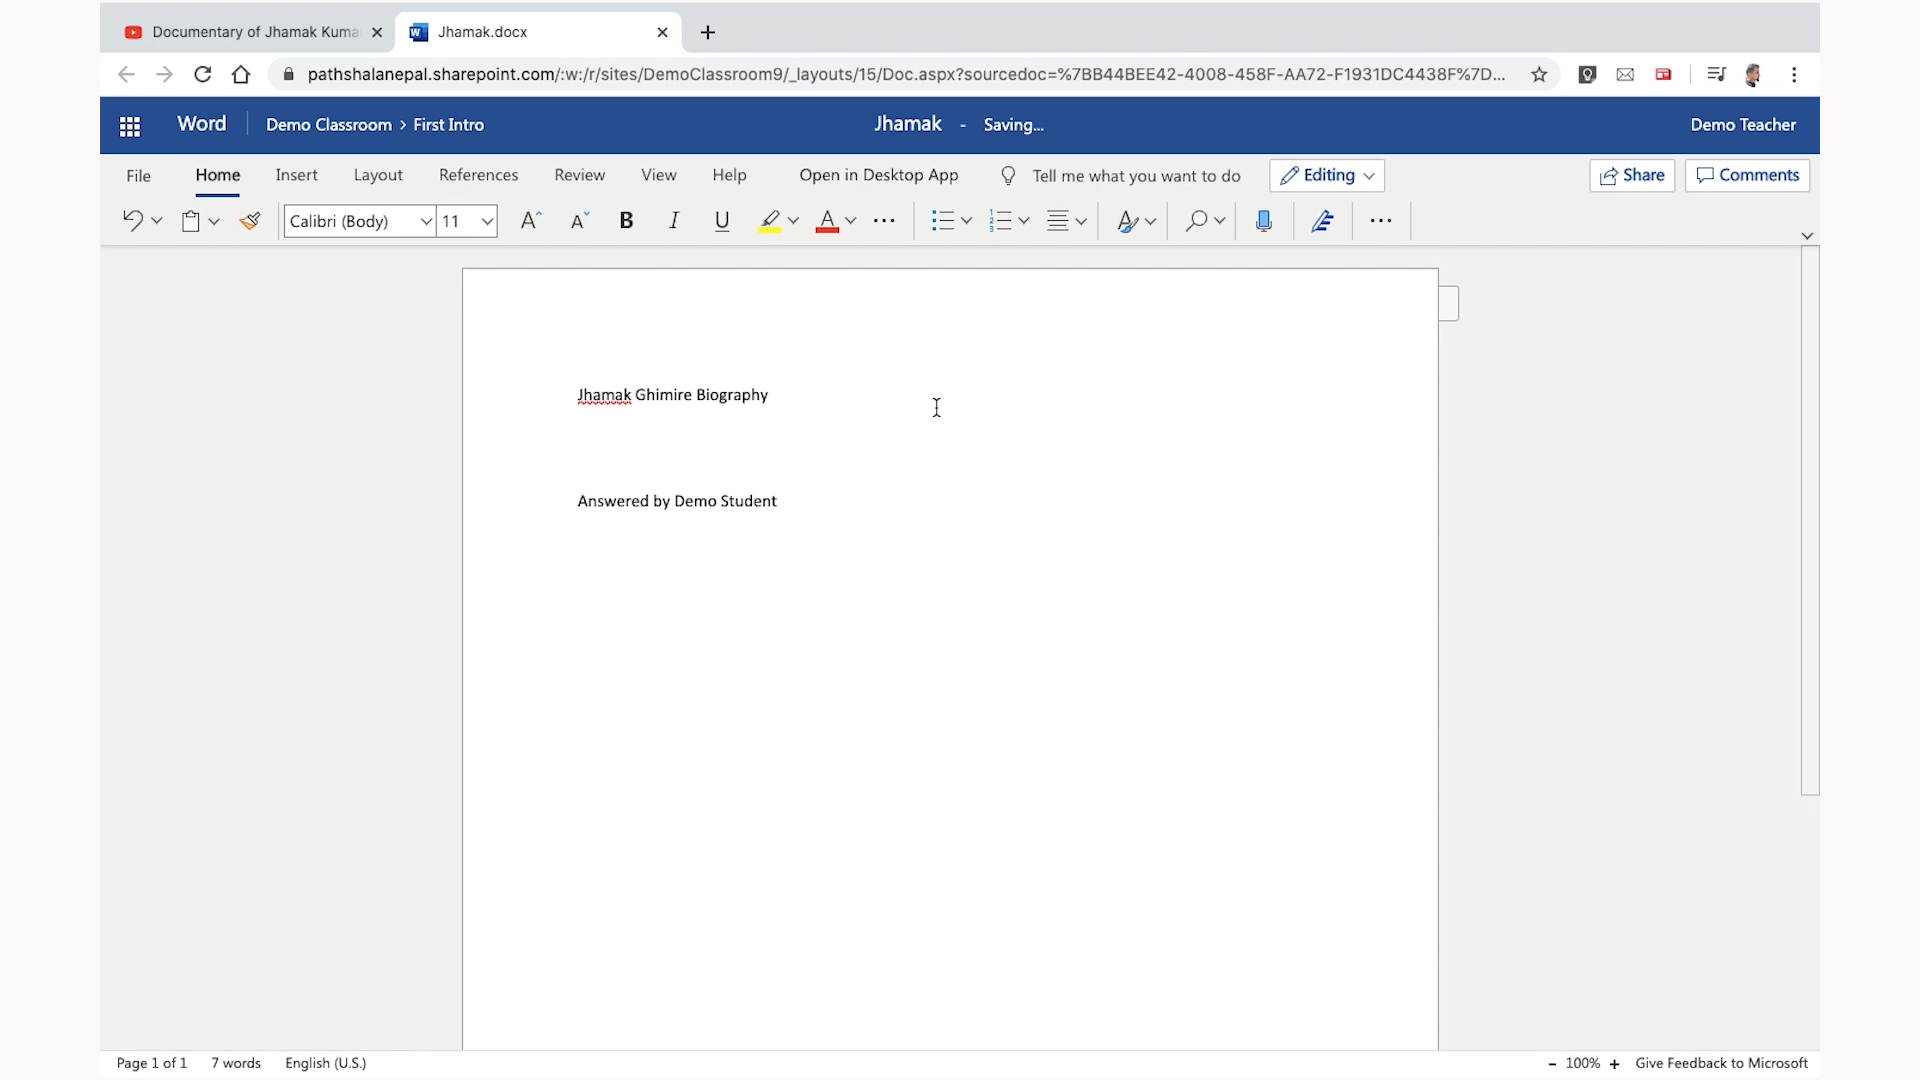 Documentary of Jhamak Kuma
Jhamak.docx
pathshalanepal.sharepoint.com/:w:/r/sites/DemoClassroom9/_layouts/15/Doc.aspx?sourcedoc=%7BB44BEE42-4008-458F-AA72-F1931DC4438F%7D...
Word Demo Classroom > First Intro Jhamak - Saving... Demo Teacher
File Home Insert Layout References Review View Help Open in Desktop App Tell me what you want to do Editing Share Comments
Calibri (Body) 11
Jhamak Ghimire Biography
Answered by Demo Student
Page 1 of 1 7 words English (U.S.) - 100% + Give Feedback to Microsoft